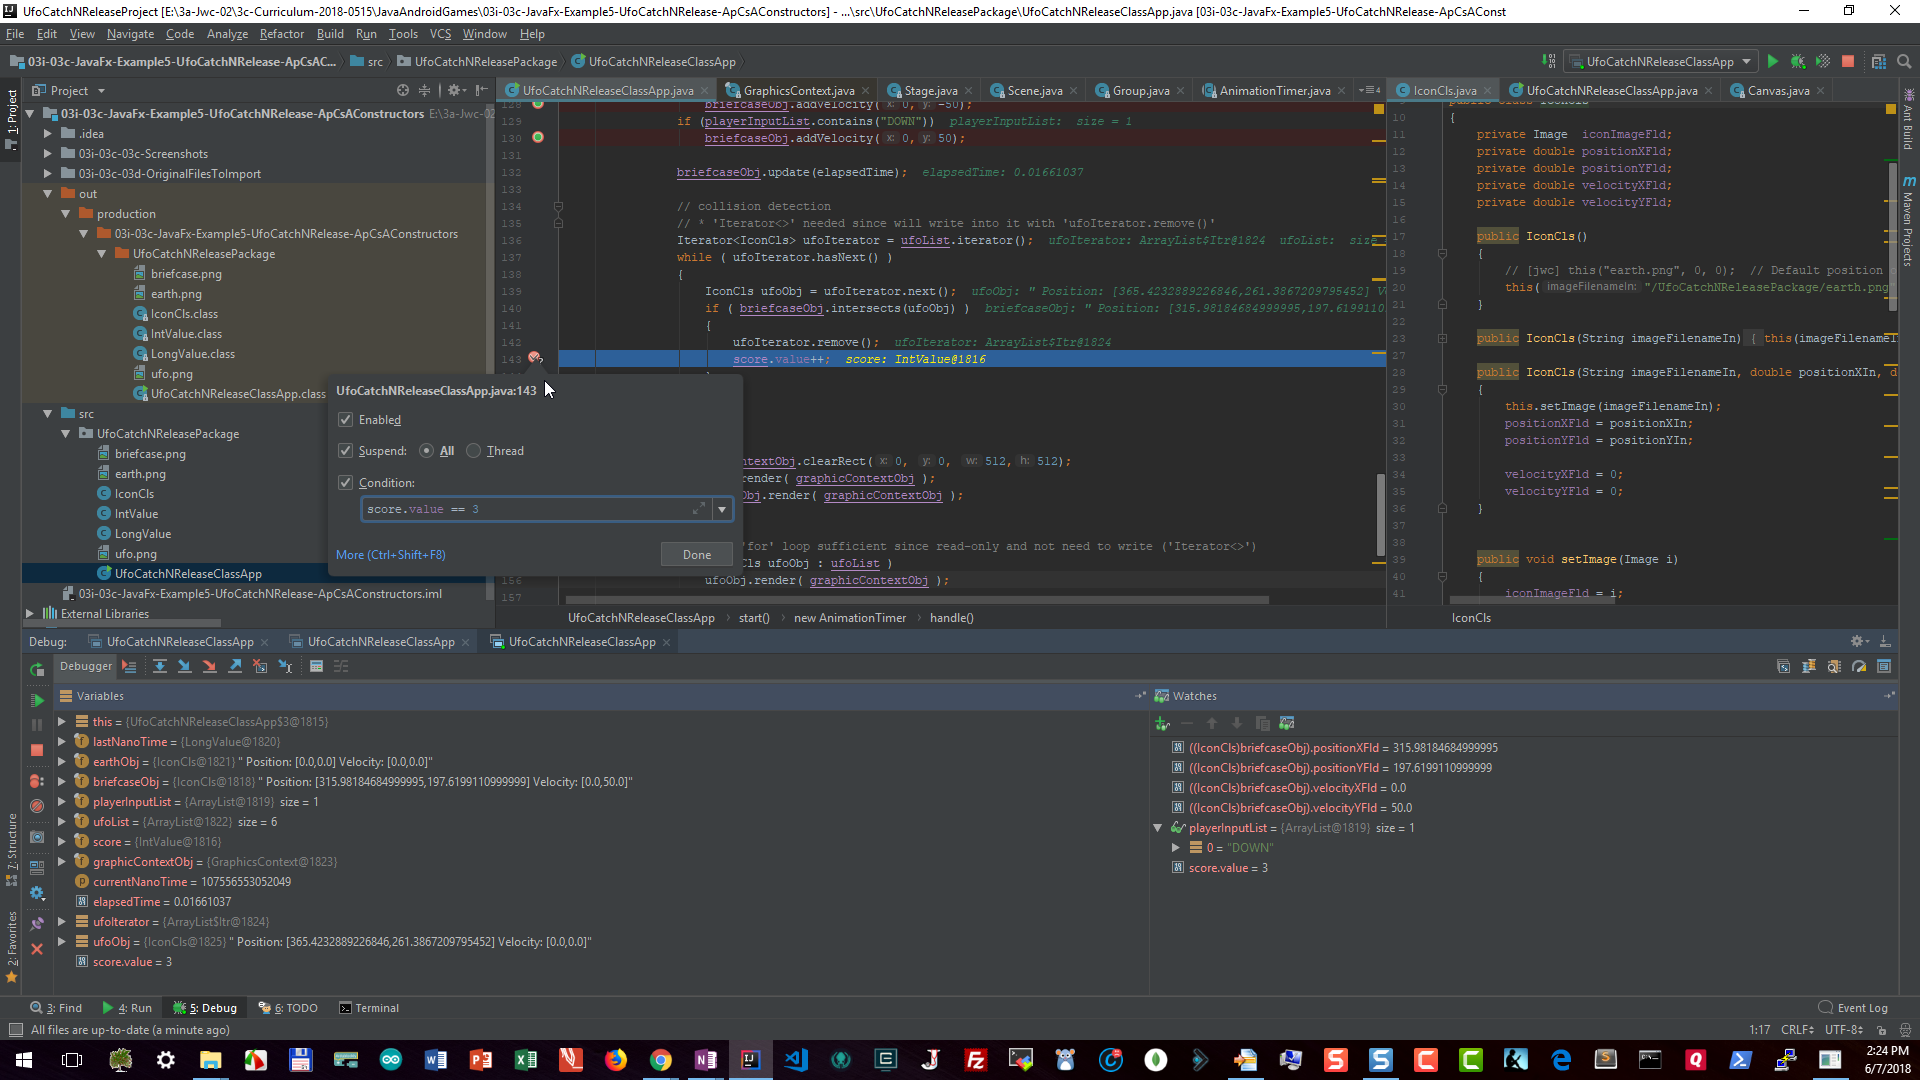 UfoCatchNReleaseProject [E:\3a-Jwc-02\3c-Curriculum-2018-0515\JavaAndroidGames\03i-03c-JavaFx-Example5-UfoCatchNRelease-ApCsAConstructors] - ...\src\UfoCatchNReleasePackage\UfoCatchNReleaseClassApp.java [03i-03c-JavaFx-Example5-UfoCatchNRelease-ApCsAConst
File Edit View Navigate Code Analyze Refactor Build Run Tools VCS Window Help
03i-03c-JavaFx-Example5-UfoCatchNRelease-ApCsAC... src UfoCatchNReleasePackage UfoCatchNReleaseClassApp UfoCatchNReleaseClassApp
Project UfoCatchNReleaseClassApp.java GraphicsContext.java Stage.java Scene.java Group.java AnimationTimer.java IconCls.java UfoCatchNReleaseClassApp.java Canvas.java
1: Project
7: Structure
2: Favorites
Ant Build
Maven Projects
03i-03c-JavaFx-Example5-UfoCatchNRelease-ApCsAConstructors E:\3a-Jwc-02
.idea
03i-03c-03c-Screenshots
03i-03c-03d-OriginalFilesToImport
out
production
03i-03c-JavaFx-Example5-UfoCatchNRelease-ApCsAConstructors
UfoCatchNReleasePackage
briefcase.png
earth.png
IconCls.class
IntValue.class
LongValue.class
ufo.png
UfoCatchNReleaseClassApp.class
src
UfoCatchNReleasePackage
briefcase.png
earth.png
IconCls
IntValue
LongValue
ufo.png
UfoCatchNReleaseClassApp
03i-03c-JavaFx-Example5-UfoCatchNRelease-ApCsAConstructors.iml
External Libraries
128 briefcaseObj.addVelocity( x: 0, y: -50);
129 if (playerInputList.contains("DOWN")) playerInputList: size = 1
130 briefcaseObj.addVelocity( x: 0, y: 50);
131
132 briefcaseObj.update(elapsedTime); elapsedTime: 0.01661037
133
134 // collision detection
135 // * 'Iterator<>' needed since will write into it with 'ufoIterator.remove()'
136 Iterator<IconCls> ufoIterator = ufoList.iterator(); ufoIterator: ArrayList$Itr@1824 ufoList: size
137 while ( ufoIterator.hasNext() )
138 {
139 IconCls ufoObj = ufoIterator.next(); ufoObj: " Position: [365.4232889226846,261.3867209795452] V
140 if ( briefcaseObj.intersects(ufoObj) ) briefcaseObj: " Position: [315.98184684999995,197.6199110
141 {
142 ufoIterator.remove(); ufoIterator: ArrayList$Itr@1824
143 score.value++; score: IntValue@1816
ntextObj.clearRect( x: 0, y: 0, w: 512, h: 512);
render( graphicContextObj );
bj.render( graphicContextObj );
'for' loop sufficient since read-only and not need to write ('Iterator<>')
Cls ufoObj : ufoList )
156 ufoObj.render( graphicContextObj );
157
UfoCatchNReleaseClassApp start() new AnimationTimer handle()
UfoCatchNReleaseClassApp.java:143
Enabled
Suspend: All Thread
Condition:
score.value == 3
More (Ctrl+Shift+F8) Done
10 {
11 private Image iconImageFld;
12 private double positionXFld;
13 private double positionYFld;
14 private double velocityXFld;
15 private double velocityYFld;
16
17 public IconCls()
18 {
19 // [jwc] this("earth.png", 0, 0); // Default position o
20 this( imageFilenameIn: "/UfoCatchNReleasePackage/earth.png"
21 }
22
23 public IconCls(String imageFilenameIn) { this(imageFilenameI
27
28 public IconCls(String imageFilenameIn, double positionXIn, d
29 {
30 this.setImage(imageFilenameIn);
31 positionXFld = positionXIn;
32 positionYFld = positionYIn;
33
34 velocityXFld = 0;
35 velocityYFld = 0;
36 }
37
38
39 public void setImage(Image i)
40 {
41 iconImageFld = i;
IconCls
Debug: UfoCatchNReleaseClassApp UfoCatchNReleaseClassApp UfoCatchNReleaseClassApp
Debugger
Variables
this = {UfoCatchNReleaseClassApp$3@1815}
lastNanoTime = {LongValue@1820}
earthObj = {IconCls@1821} " Position: [0.0,0.0] Velocity: [0.0,0.0]"
briefcaseObj = {IconCls@1818} " Position: [315.98184684999995,197.6199110999999] Velocity: [0.0,50.0]"
playerInputList = {ArrayList@1819} size = 1
ufoList = {ArrayList@1822} size = 6
score = {IntValue@1816}
graphicContextObj = {GraphicsContext@1823}
currentNanoTime = 107556553052049
elapsedTime = 0.01661037
ufoIterator = {ArrayList$Itr@1824}
ufoObj = {IconCls@1825} " Position: [365.4232889226846,261.3867209795452] Velocity: [0.0,0.0]"
score.value = 3
Watches
((IconCls)briefcaseObj).positionXFld = 315.98184684999995
((IconCls)briefcaseObj).positionYFld = 197.6199110999999
((IconCls)briefcaseObj).velocityXFld = 0.0
((IconCls)briefcaseObj).velocityYFld = 50.0
playerInputList = {ArrayList@1819} size = 1
0 = "DOWN"
score.value = 3
3: Find 4: Run 5: Debug 6: TODO Terminal Event Log
All files are up-to-date (a minute ago) 1:17 CRLF UTF-8
2:24 PM
6/7/2018